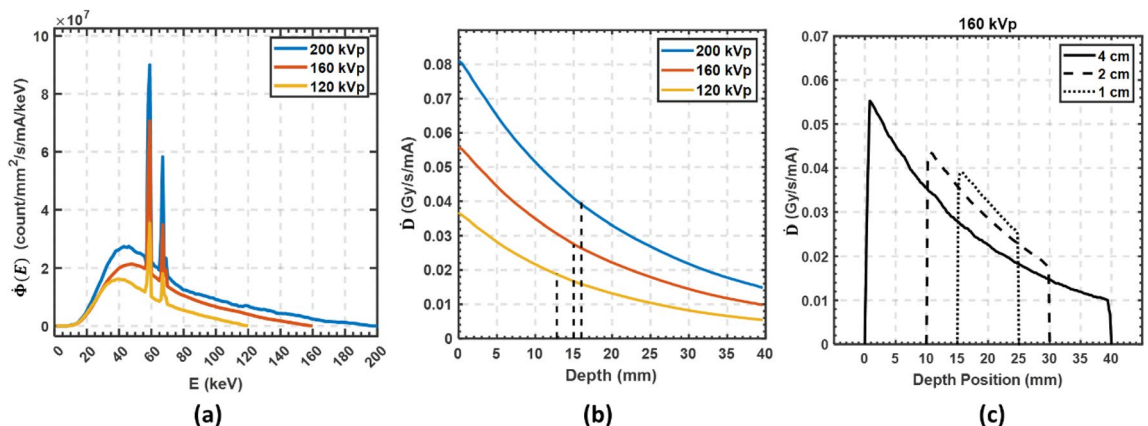 ×10⁷
10
8
6
4
2
0
Φ̇(E) (count/mm²/s/mA/keV)
200 kVp
160 kVp
120 kVp
0 20 40 60 80 100 120 140 160 180 200
E (keV)
(a)
0.08
0.07
0.06
0.05
0.04
0.03
0.02
0.01
0
Ḋ (Gy/s/mA)
200 kVp
160 kVp
120 kVp
0 5 10 15 20 25 30 35 40
Depth (mm)
(b)
160 kVp
0.07
0.06
0.05
0.04
0.03
0.02
0.01
0
Ḋ (Gy/s/mA)
4 cm
2 cm
1 cm
-5 0 5 10 15 20 25 30 35 40
Depth Position (mm)
(c)